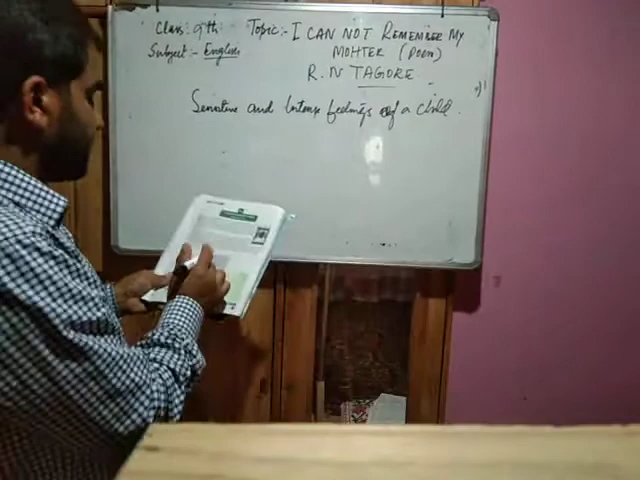 Class:- 9th Topic:- I CAN NOT REMEMBER MY
Subject:- English MOHTER (POEM)
R.N TAGORE
Sensitive and Intense feelings of a child